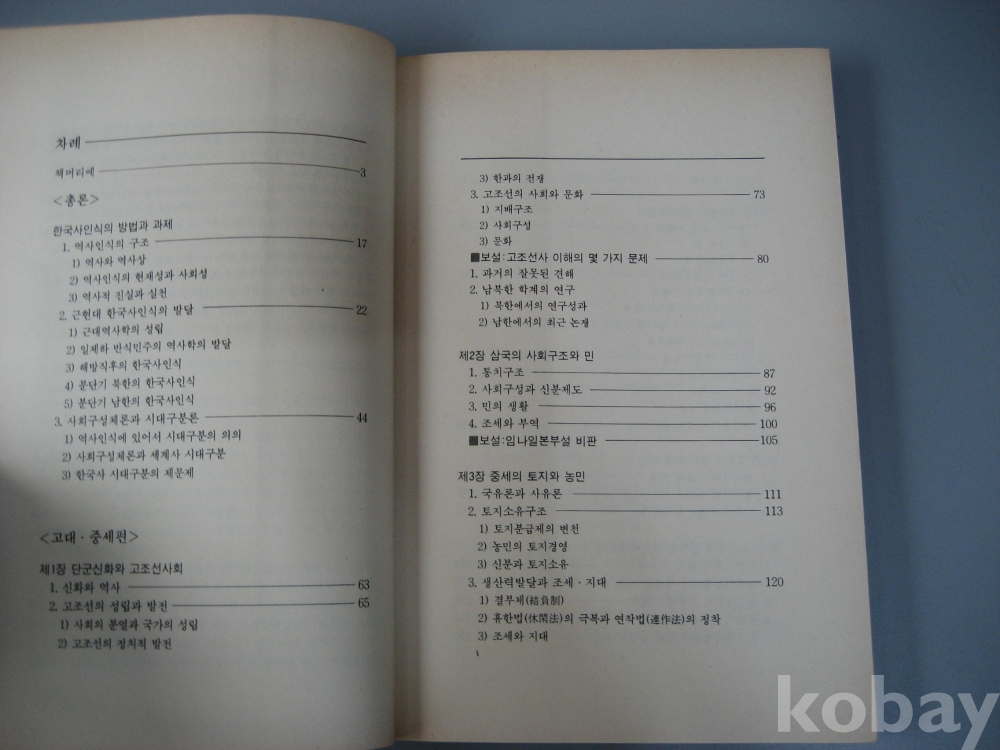 차례
책머리에 3
<총론>
한국사인식의 방법과 과제
1. 역사인식의 구조 17
1) 역사와 역사상
2) 역사인식의 현재성과 사회성
3) 역사적 진실과 실천
2. 근현대 한국사인식의 발달 22
1) 근대역사학의 성립
2) 일제하 반식민주의 역사학의 발달
3) 해방직후의 한국사인식
4) 분단기 북한의 한국사인식
5) 분단기 남한의 한국사인식
3. 사회구성체론과 시대구분론 44
1) 역사인식에 있어서 시대구분의 의의
2) 사회구성체론과 세계사 시대구분
3) 한국사 시대구분의 제문제
<고대·중세편>
제1장 단군신화와 고조선사회
1. 신화와 역사 63
2. 고조선의 성립과 발전 65
1) 사회의 분열과 국가의 성립
2) 고조선의 정치적 발전
3) 한과의 전쟁
3. 고조선의 사회와 문화 73
1) 지배구조
2) 사회구성
3) 문화
■보설:고조선사 이해의 몇 가지 문제 80
1. 과거의 잘못된 견해
2. 남북한 학계의 연구
1) 북한에서의 연구성과
2) 남한에서의 최근 논쟁
제2장 삼국의 사회구조와 민
1. 통치구조 87
2. 사회구성과 신분제도 92
3. 민의 생활 96
4. 조세와 부역 100
■보설:임나일본부설 비판 105
제3장 중세의 토지와 농민
1. 국유론과 사유론 111
2. 토지소유구조 113
1) 토지분급제의 변천
2) 농민의 토지경영
3) 신분과 토지소유
3. 생산력발달과 조세·지대 120
1) 결부제(結負制)
2) 휴한법(休閑法)의 극복과 연작법(連作法)의 정착
3) 조세와 지대
kobay